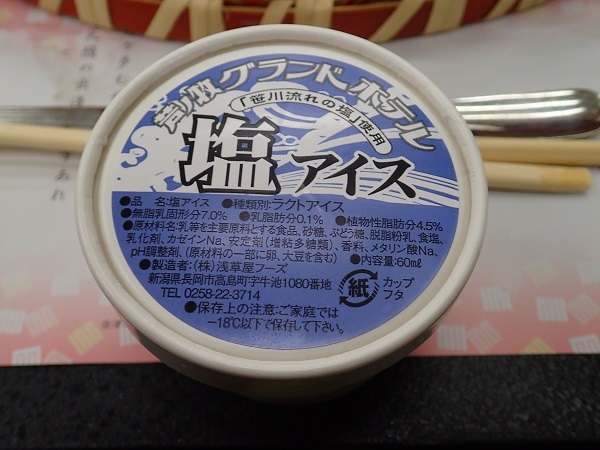 芦ノ牧グランドホテル
「笹川流れの塩」使用
塩アイス
●品 名:塩アイス ●種類別:ラクトアイス
●無脂乳固形分7.0% ●乳脂肪分0.1% ●植物性脂肪分4.5%
●原材料名:乳等を主要原料とする食品、砂糖、ぶどう糖、脱脂粉乳、食塩、
乳化剤、カゼインNa、安定剤(増粘多糖類)、香料、メタリン酸Na、
pH調整剤、(原材料の一部に卵、大豆を含む) ●内容量:60ml
●製造者:(株)浅草屋フーズ
新潟県長岡市高島町字牛池1080番地
TEL 0258-22-3714
紙
カップ
フタ
●保存上の注意:ご家庭では
－18℃以下で保存して下さい。